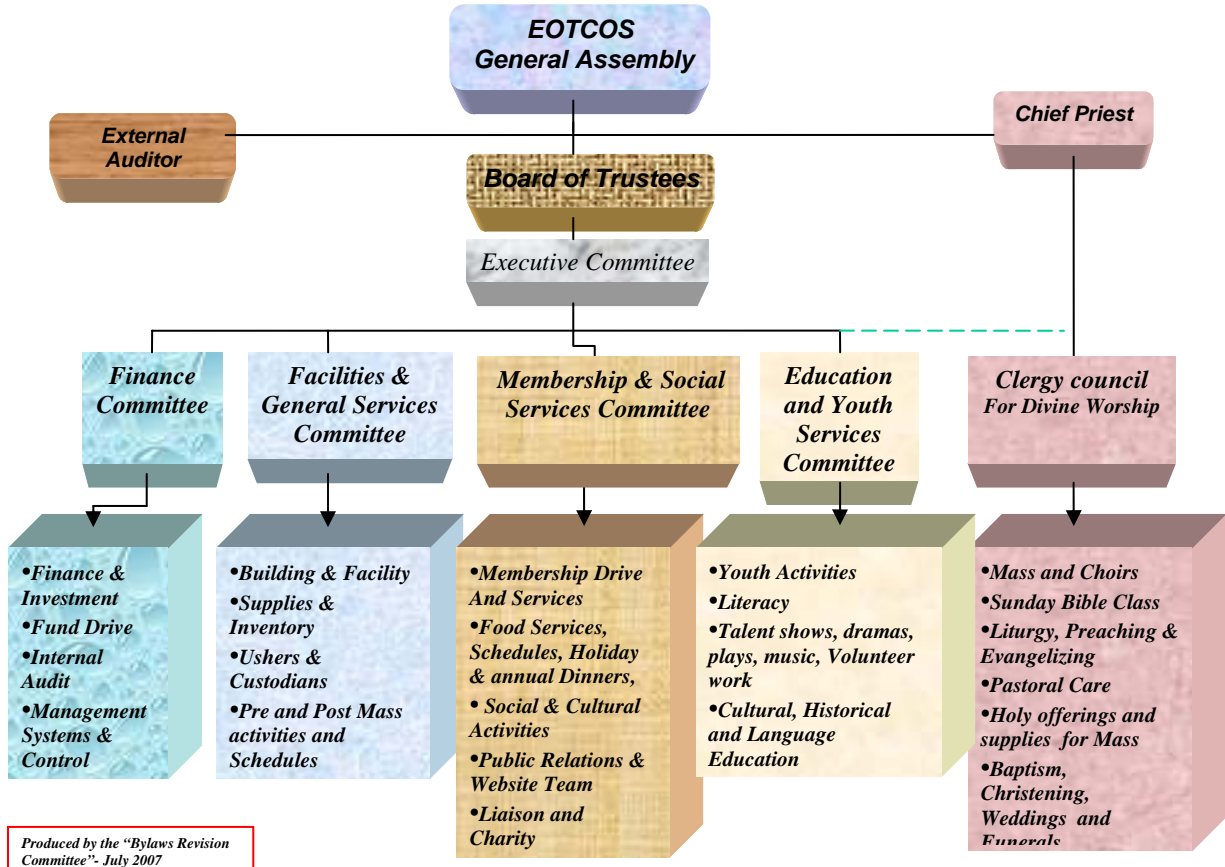 EOTCOS
General Assembly
External
Auditor
Chief Priest
Board of Trustees
Executive Committee
Finance
Committee
Facilities &
General Services
Committee
Membership & Social
Services Committee
Education
and Youth
Services
Committee
Clergy council
For Divine Worship
•Finance &
Investment
•Fund Drive
•Internal
Audit
•Management
Systems &
Control
•Building & Facility
•Supplies &
Inventory
•Ushers &
Custodians
•Pre and Post Mass
activities and
Schedules
•Membership Drive
And Services
•Food Services,
Schedules, Holiday
& annual Dinners,
• Social & Cultural
Activities
•Public Relations &
Website Team
•Liaison and
Charity
•Youth Activities
•Literacy
•Talent shows, dramas,
plays, music, Volunteer
work
•Cultural, Historical
and Language
Education
•Mass and Choirs
•Sunday Bible Class
•Liturgy, Preaching &
Evangelizing
•Pastoral Care
•Holy offerings and
supplies for Mass
•Baptism,
Christening,
Weddings and
Funerals
Produced by the “Bylaws Revision
Committee”- July 2007